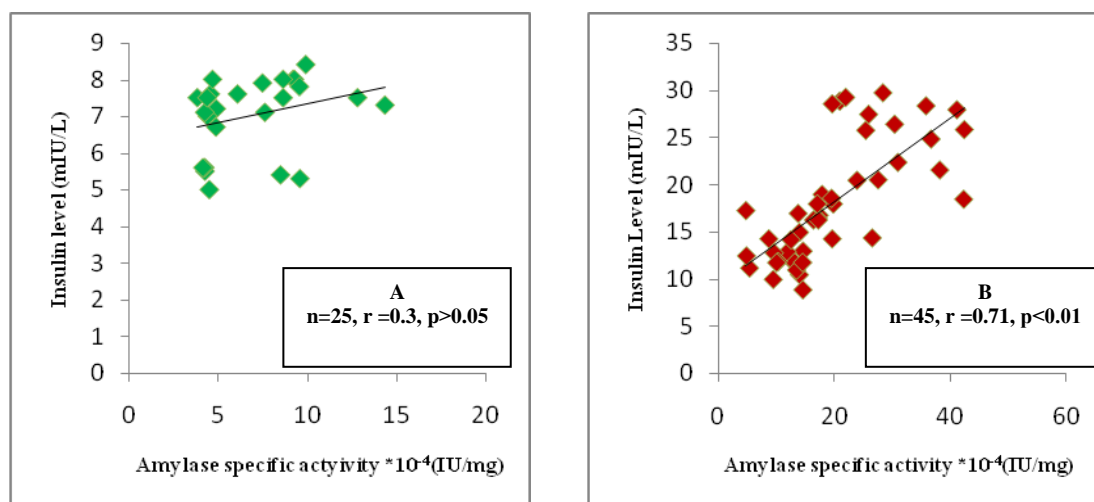 Insulin level (mIU/L)
9
8
7
6
5
4
3
2
1
0
0 5 10 15 20
A
n=25, r =0.3, p>0.05
Amylase specific actyivity *10-4(IU/mg)
Insulin Level (mIU/L)
35
30
25
20
15
10
5
0
0 20 40 60
B
n=45, r =0.71, p<0.01
Amylase specific activity *10-4(IU/mg)